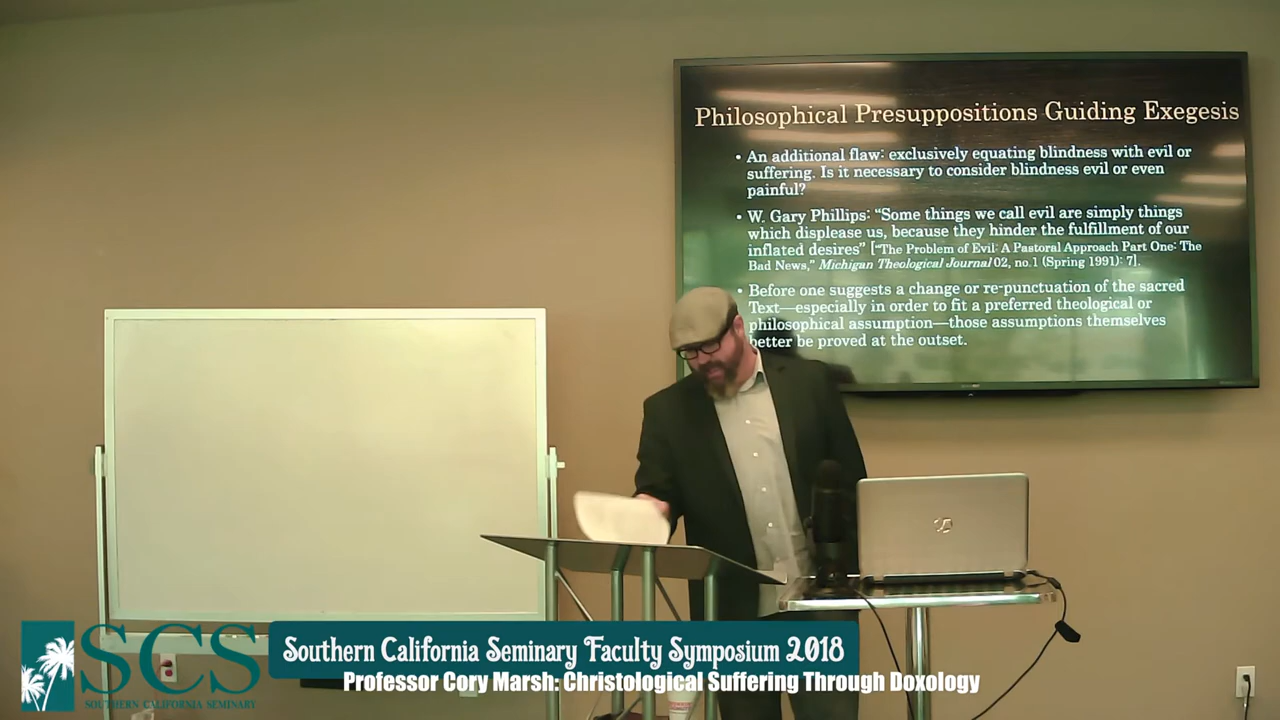 Philosophical Presuppositions Guiding Exegesis
• An additional flaw: exclusively equating blindness with evil or
suffering. Is it necessary to consider blindness evil or even
painful?
• W. Gary Phillips: “Some things we call evil are simply things
which displease us, because they hinder the fulfillment of our
inflated desires” [“The Problem of Evil: A Pastoral Approach Part One: The
Bad News,” Michigan Theological Journal 02, no.1 (Spring 1991): 7].
• Before one suggests a change or re-punctuation of the sacred
Text—especially in order to fit a preferred theological or
philosophical assumption—those assumptions themselves
better be proved at the outset.
hp
SCS
SOUTHERN CALIFORNIA SEMINARY
Southern California Seminary Faculty Symposium 2018
Professor Cory Marsh: Christological Suffering Through Doxology